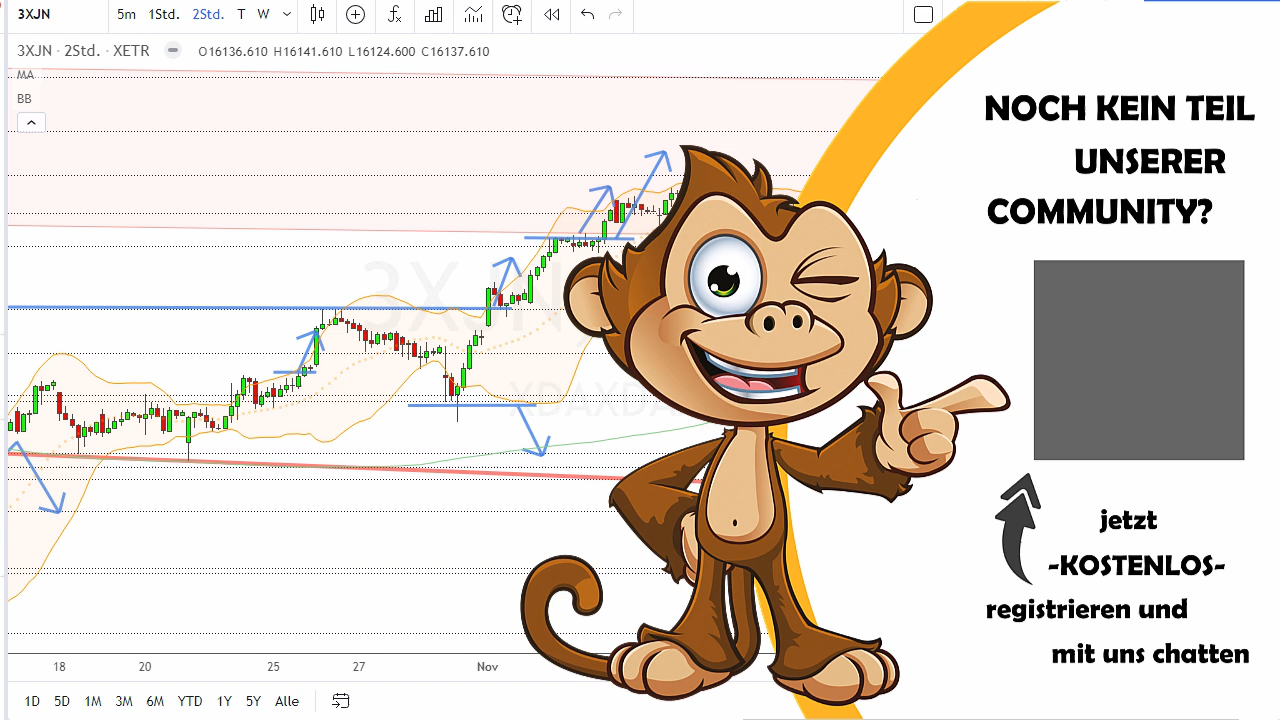 3XJN
5m 1Std. 2Std. T W
3XJN · 2Std. · XETR O16136.610 H16141.610 L16124.600 C16137.610
MA
BB
NOCH KEIN TEIL
UNSERER
COMMUNITY?
jetzt
-KOSTENLOS-
registrieren und
mit uns chatten
18 20 25 27 Nov
1D 5D 1M 3M 6M YTD 1Y 5Y Alle